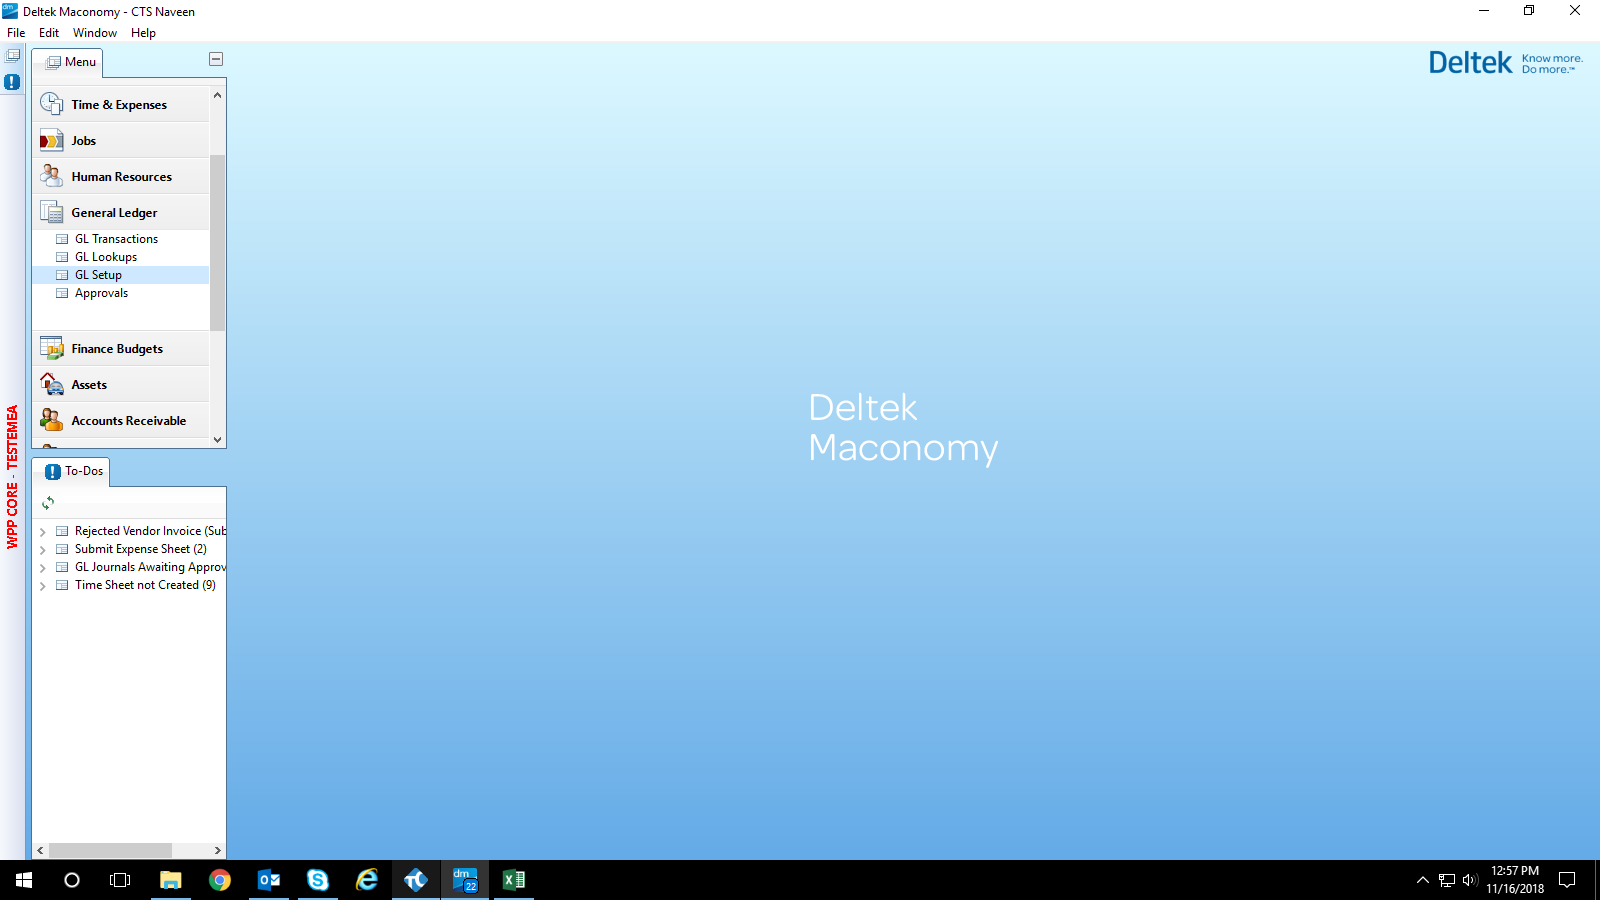 Deltek Maconomy - CTS Naveen
File Edit Window Help
Menu
Deltek Know more. Do more.™
Time & Expenses
Jobs
Human Resources
General Ledger
GL Transactions
GL Lookups
GL Setup
Approvals
Finance Budgets
Assets
Accounts Receivable
Deltek
Maconomy
WPP CORE - TESTEMEA
To-Dos
Rejected Vendor Invoice (Sub
Submit Expense Sheet (2)
GL Journals Awaiting Approv
Time Sheet not Created (9)
dm
22
12:57 PM
11/16/2018